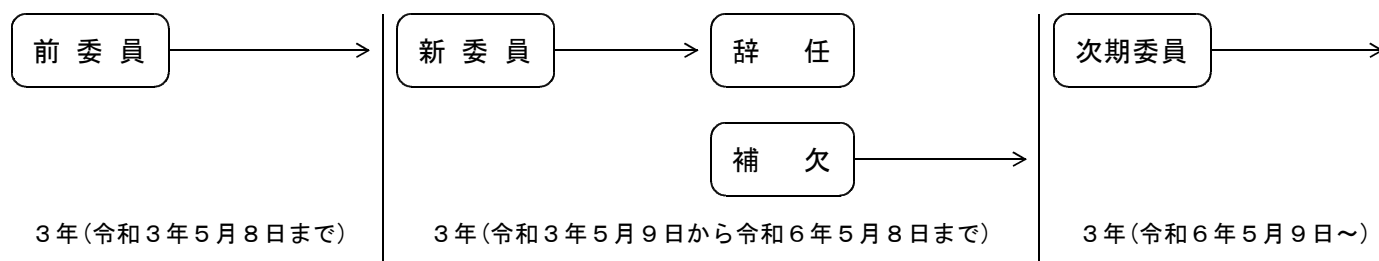 前委員
新委員
辞任
次期委員
補欠
３年(令和３年５月８日まで)
３年(令和３年５月９日から令和６年５月８日まで)
３年(令和６年５月９日～)